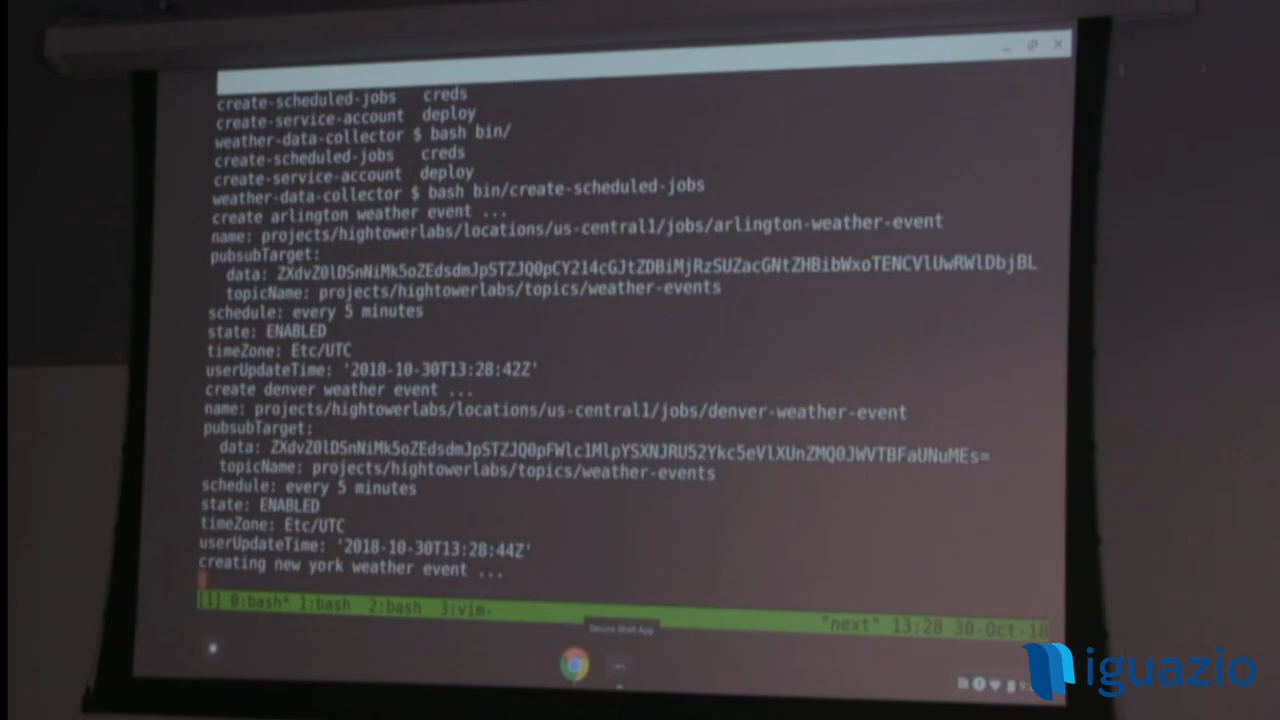 create-scheduled-jobs creds
create-service-account deploy
weather-data-collector $ bash bin/
create-scheduled-jobs creds
create-service-account deploy
weather-data-collector $ bash bin/create-scheduled-jobs
create arlington weather event ...
name: projects/hightowerlabs/locations/us-central1/jobs/arlington-weather-event
pubsubTarget:
data:
topicName: projects/hightowerlabs/topics/weather-events
schedule: every 5 minutes
state: ENABLED
timeZone: Etc/UTC
userUpdateTime: '2018-10-30T13:28:42Z'
create denver weather event ...
name: projects/hightowerlabs/locations/us-central1/jobs/denver-weather-event
pubsubTarget:
data:
topicName: projects/hightowerlabs/topics/weather-events
schedule: every 5 minutes
state: ENABLED
timeZone: Etc/UTC
userUpdateTime: '2018-10-30T13:28:44Z'
creating new york weather event ...
[1] 0:bash* 1:bash 2:bash 3:vim- "next" 13:28 30-Oct-18
Secure Shell App
iguazio